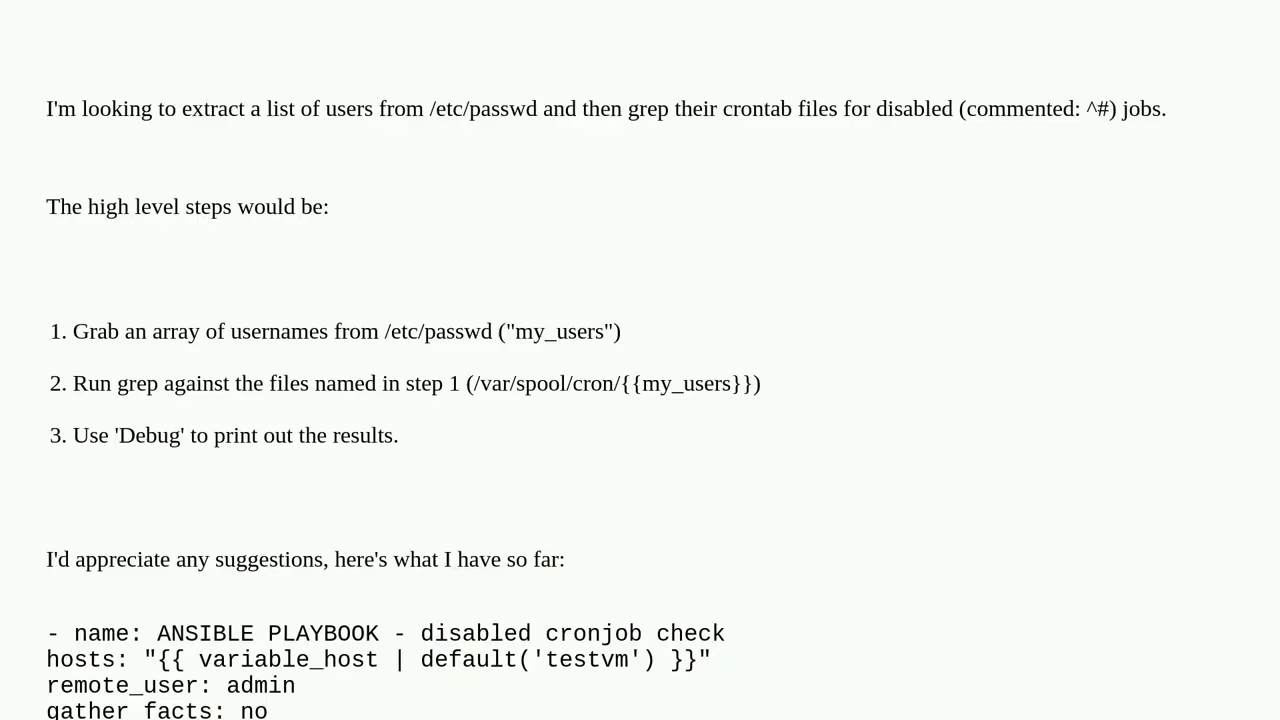 I'm looking to extract a list of users from /etc/passwd and then grep their crontab files for disabled (commented: ^#) jobs.
The high level steps would be:
1. Grab an array of usernames from /etc/passwd ("my_users")
2. Run grep against the files named in step 1 (/var/spool/cron/{{my_users}})
3. Use 'Debug' to print out the results.
I'd appreciate any suggestions, here's what I have so far:
- name: ANSIBLE PLAYBOOK - disabled cronjob check
hosts: "{{ variable_host | default('testvm') }}"
remote_user: admin
gather_facts: no